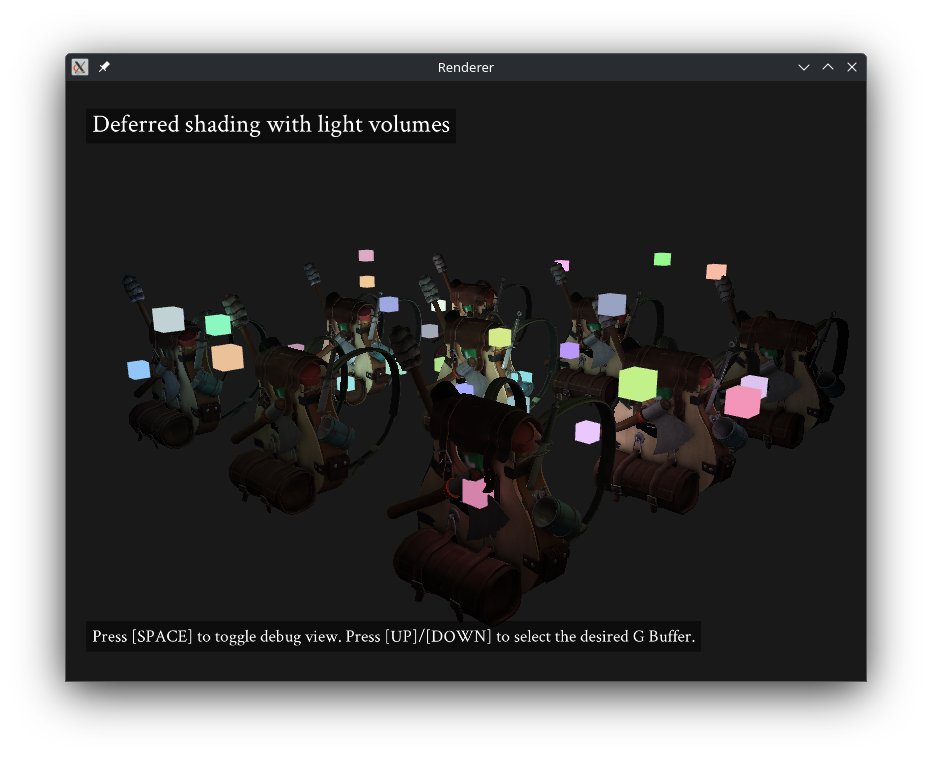 Renderer
Deferred shading with light volumes
Press [SPACE] to toggle debug view. Press [UP]/[DOWN] to select the desired G Buffer.